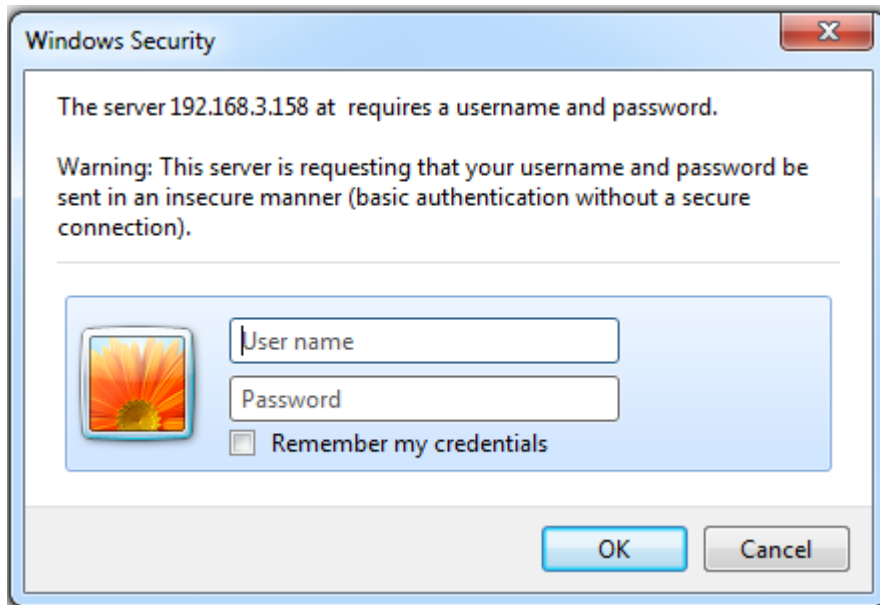 Windows Security
The server 192.168.3.158 at  requires a username and password.
Warning: This server is requesting that your username and password be
sent in an insecure manner (basic authentication without a secure
connection).
User name
Password
Remember my credentials
OK
Cancel